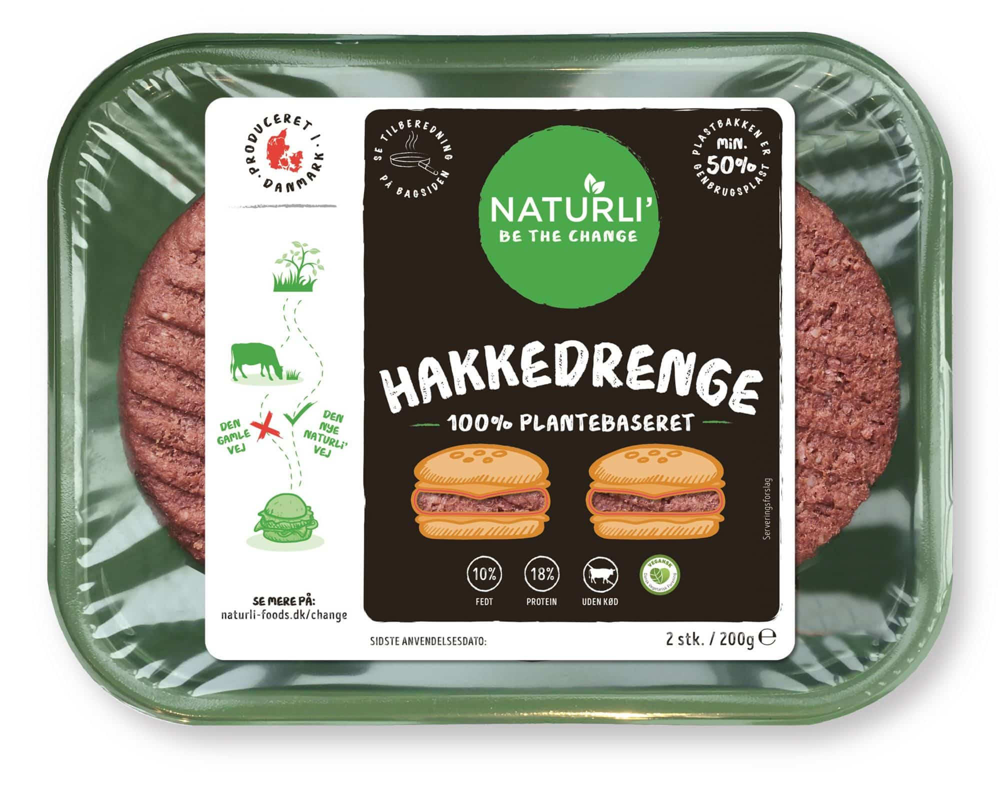 PRODUCERET I
DANMARK
DEN
GAMLE
VEJ
DEN
NYE
NATURLI'
VEJ
SE MERE PÅ:
naturli-foods.dk/change
SE TILBEREDNING
PÅ BAGSIDEN
NATURLI'
BE THE CHANGE
PLASTBAKKEN ER
MIN.
50%
GENBRUGSPLAST
HAKKEDRENGE
100% PLANTEBASERET
Serveringsforslag
10%
FEDT
18%
PROTEIN
UDEN KØD
VEGANSK
Dansk Vegetarisk Forening
SIDSTE ANVENDELSESDATO:
2 stk. / 200g ℮